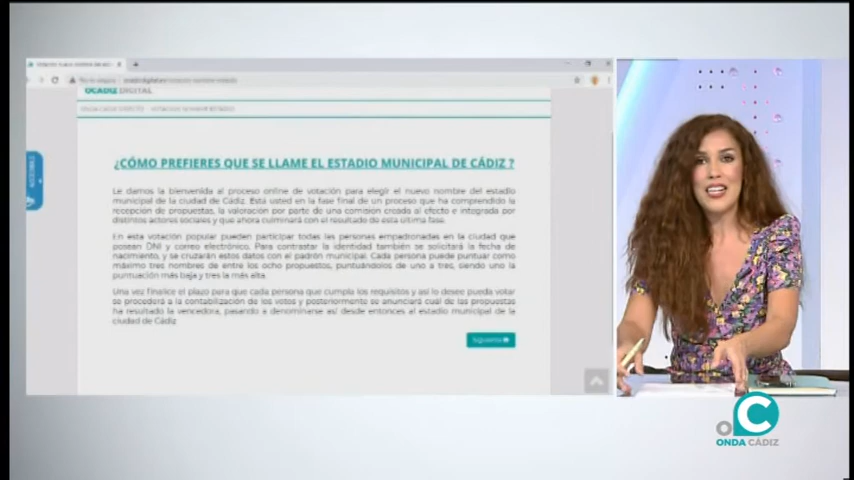 OCÁDIZ DIGITAL
¿CÓMO PREFIERES QUE SE LLAME EL ESTADIO MUNICIPAL DE CÁDIZ ?
Le damos la bienvenida al proceso online de votación para elegir el nuevo nombre del estadio
municipal de la ciudad de Cádiz. Está usted en la fase final de un proceso que ha comprendido la
recepción de propuestas, la valoración por parte de una comisión creada al efecto e integrada por
distintos actores sociales y que ahora culminará con el resultado de esta última fase.
En esta votación popular pueden participar todas las personas empadronadas en la ciudad que
posean DNI y correo electrónico. Para contrastar la identidad también se solicitará la fecha de
nacimiento, y se cruzarán estos datos con el padrón municipal. Cada persona puede puntuar como
máximo tres nombres de entre los ocho propuestos, puntuándolos de uno a tres, siendo uno la
puntuación más baja y tres la más alta.
Una vez finalice el plazo para que cada persona que cumpla los requisitos y así lo desee pueda votar
se procederá a la contabilización de los votos y posteriormente se anunciará cuál de las propuestas
ha resultado la vencedora, pasando a denominarse así desde entonces al estadio municipal de la
ciudad de Cádiz
Siguiente
OC
ONDA CÁDIZ